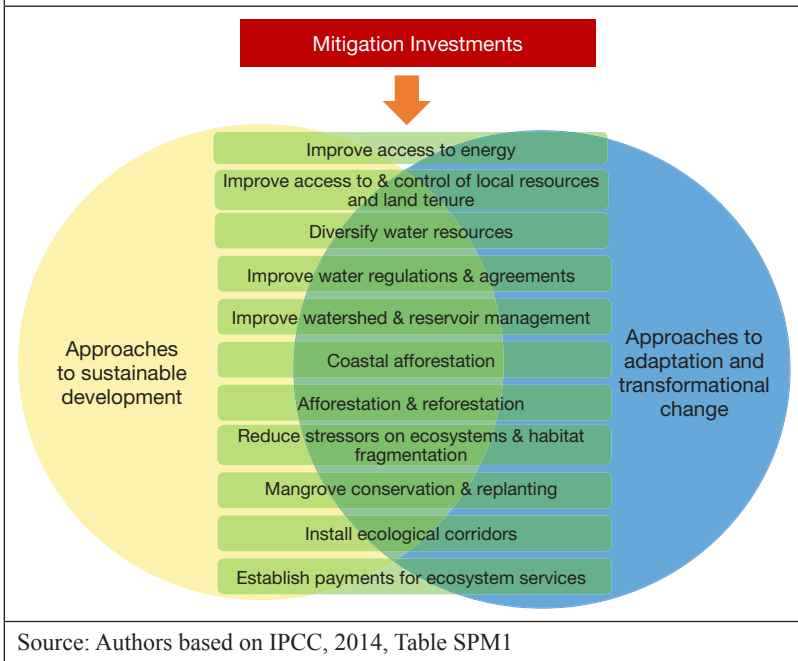 Mitigation Investments
Improve access to energy
Improve access to & control of local resources
and land tenure
Diversify water resources
Improve water regulations & agreements
Improve watershed & reservoir management
Coastal afforestation
Afforestation & reforestation
Reduce stressors on ecosystems & habitat
fragmentation
Mangrove conservation & replanting
Install ecological corridors
Establish payments for ecosystem services
Approaches
to sustainable
development
Approaches to
adaptation and
transformational
change
Source: Authors based on IPCC, 2014, Table SPM1